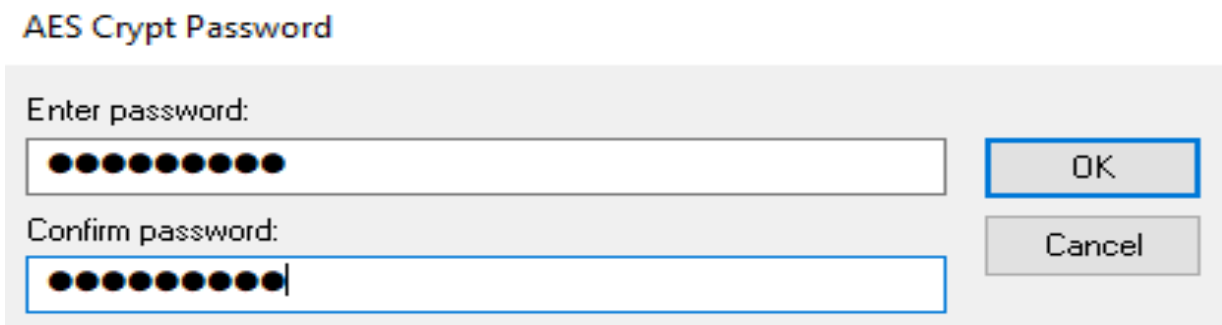 AES Crypt Password
Enter password:
●●●●●●●●●
OK
Confirm password:
●●●●●●●●●
Cancel